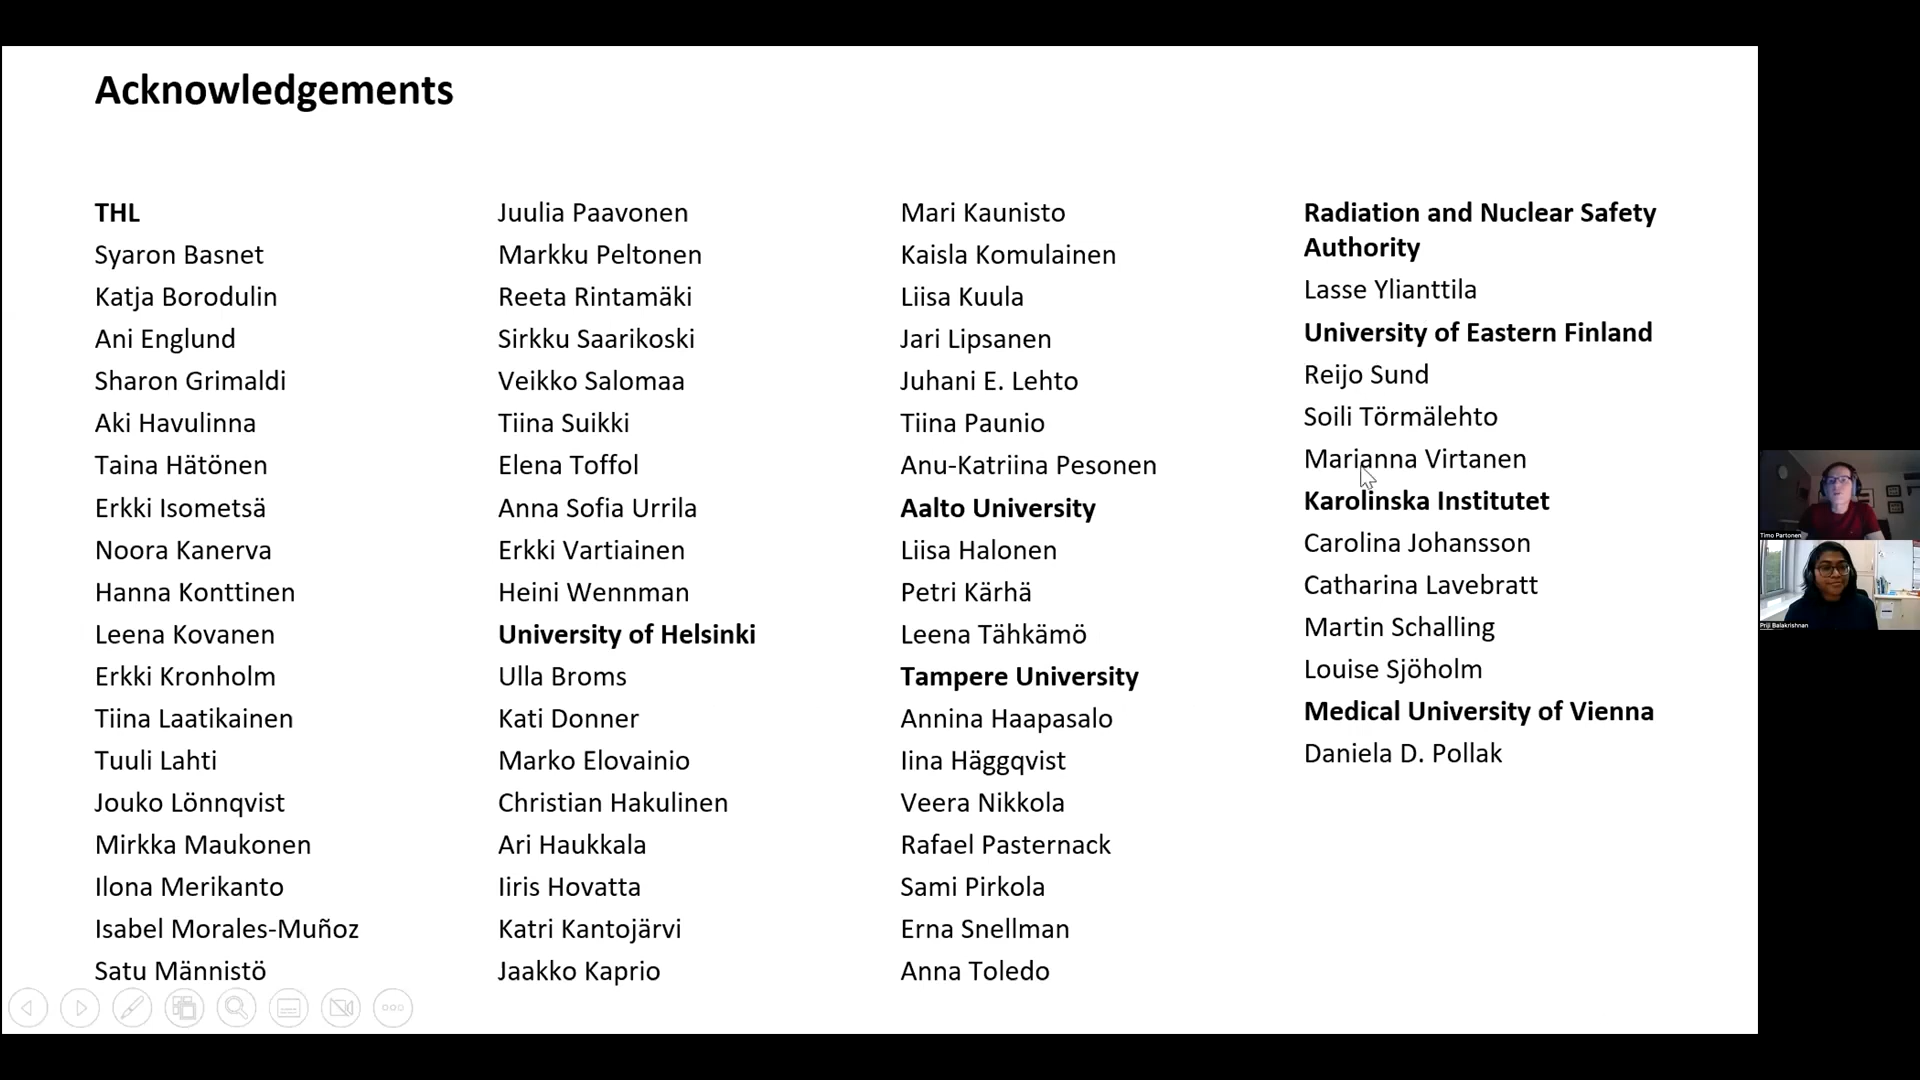 Acknowledgements
THL
Syaron Basnet
Katja Borodulin
Ani Englund
Sharon Grimaldi
Aki Havulinna
Taina Hätönen
Erkki Isometsä
Noora Kanerva
Hanna Konttinen
Leena Kovanen
Erkki Kronholm
Tiina Laatikainen
Tuuli Lahti
Jouko Lönnqvist
Mirkka Maukonen
Ilona Merikanto
Isabel Morales-Muñoz
Satu Männistö
Juulia Paavonen
Markku Peltonen
Reeta Rintamäki
Sirkku Saarikoski
Veikko Salomaa
Tiina Suikki
Elena Toffol
Anna Sofia Urrila
Erkki Vartiainen
Heini Wennman
University of Helsinki
Ulla Broms
Kati Donner
Marko Elovainio
Christian Hakulinen
Ari Haukkala
Iiris Hovatta
Katri Kantojärvi
Jaakko Kaprio
Mari Kaunisto
Kaisla Komulainen
Liisa Kuula
Jari Lipsanen
Juhani E. Lehto
Tiina Paunio
Anu-Katriina Pesonen
Aalto University
Liisa Halonen
Petri Kärhä
Leena Tähkämö
Tampere University
Annina Haapasalo
Iina Häggqvist
Veera Nikkola
Rafael Pasternack
Sami Pirkola
Erna Snellman
Anna Toledo
Radiation and Nuclear Safety
Authority
Lasse Ylianttila
University of Eastern Finland
Reijo Sund
Soili Törmälehto
Marianna Virtanen
Karolinska Institutet
Carolina Johansson
Catharina Lavebratt
Martin Schalling
Louise Sjöholm
Medical University of Vienna
Daniela D. Pollak
Timo Partonen
Priji Balakrishnan